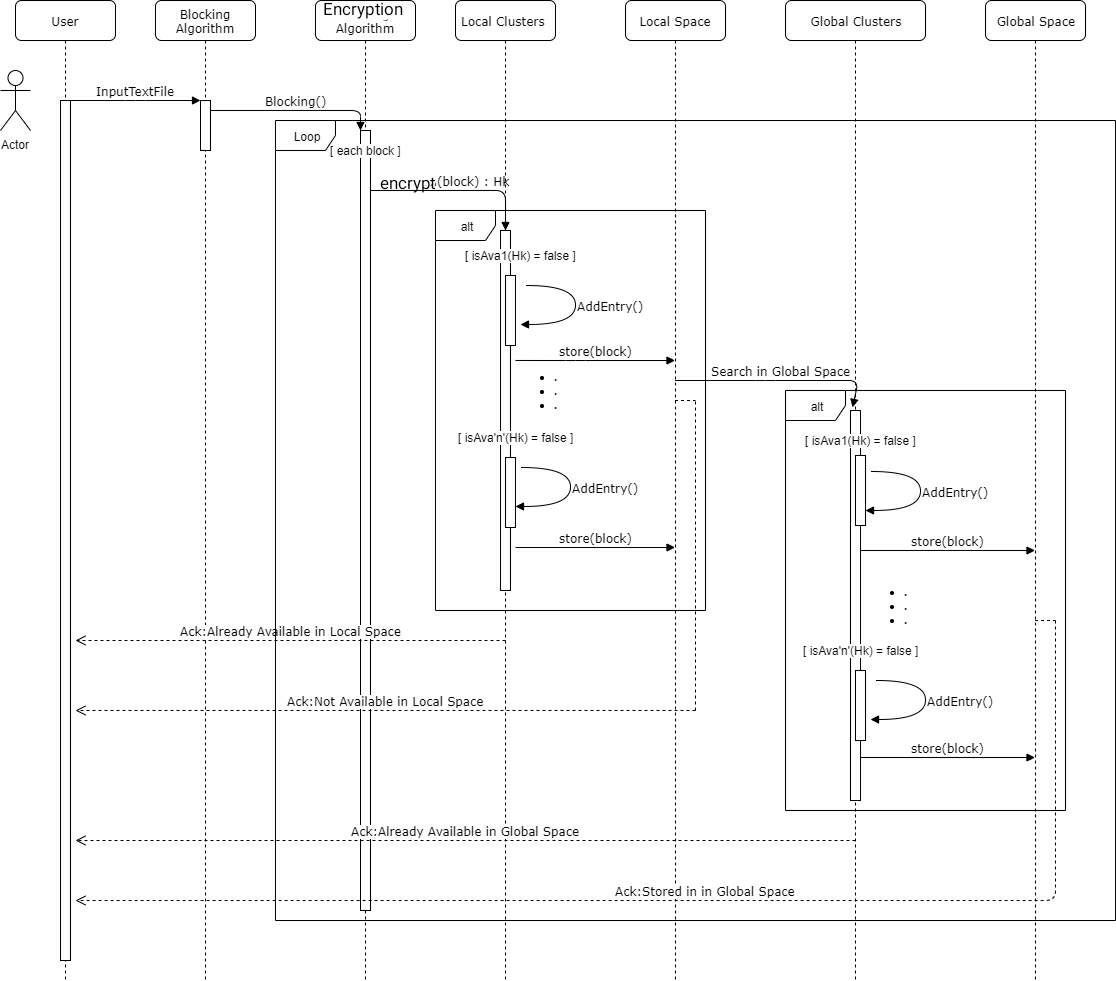 User
Blocking
Algorithm
Encryption
Algorithm
Local Clusters
Local Space
Global Clusters
Global Space
Actor
InputTextFile
Blocking()
Loop
[ each block ]
encrypt(block) : Hk
alt
[ isAva1(Hk) = false ]
AddEntry()
store(block)
Search in Global Space
• .
• .
• .
alt
[ isAva'n'(Hk) = false ]
[ isAva1(Hk) = false ]
AddEntry()
AddEntry()
store(block)
store(block)
• .
• .
• .
Ack:Already Available in Local Space
[ isAva'n'(Hk) = false ]
Ack:Not Available in Local Space
AddEntry()
store(block)
Ack:Already Available in Global Space
Ack:Stored in in Global Space